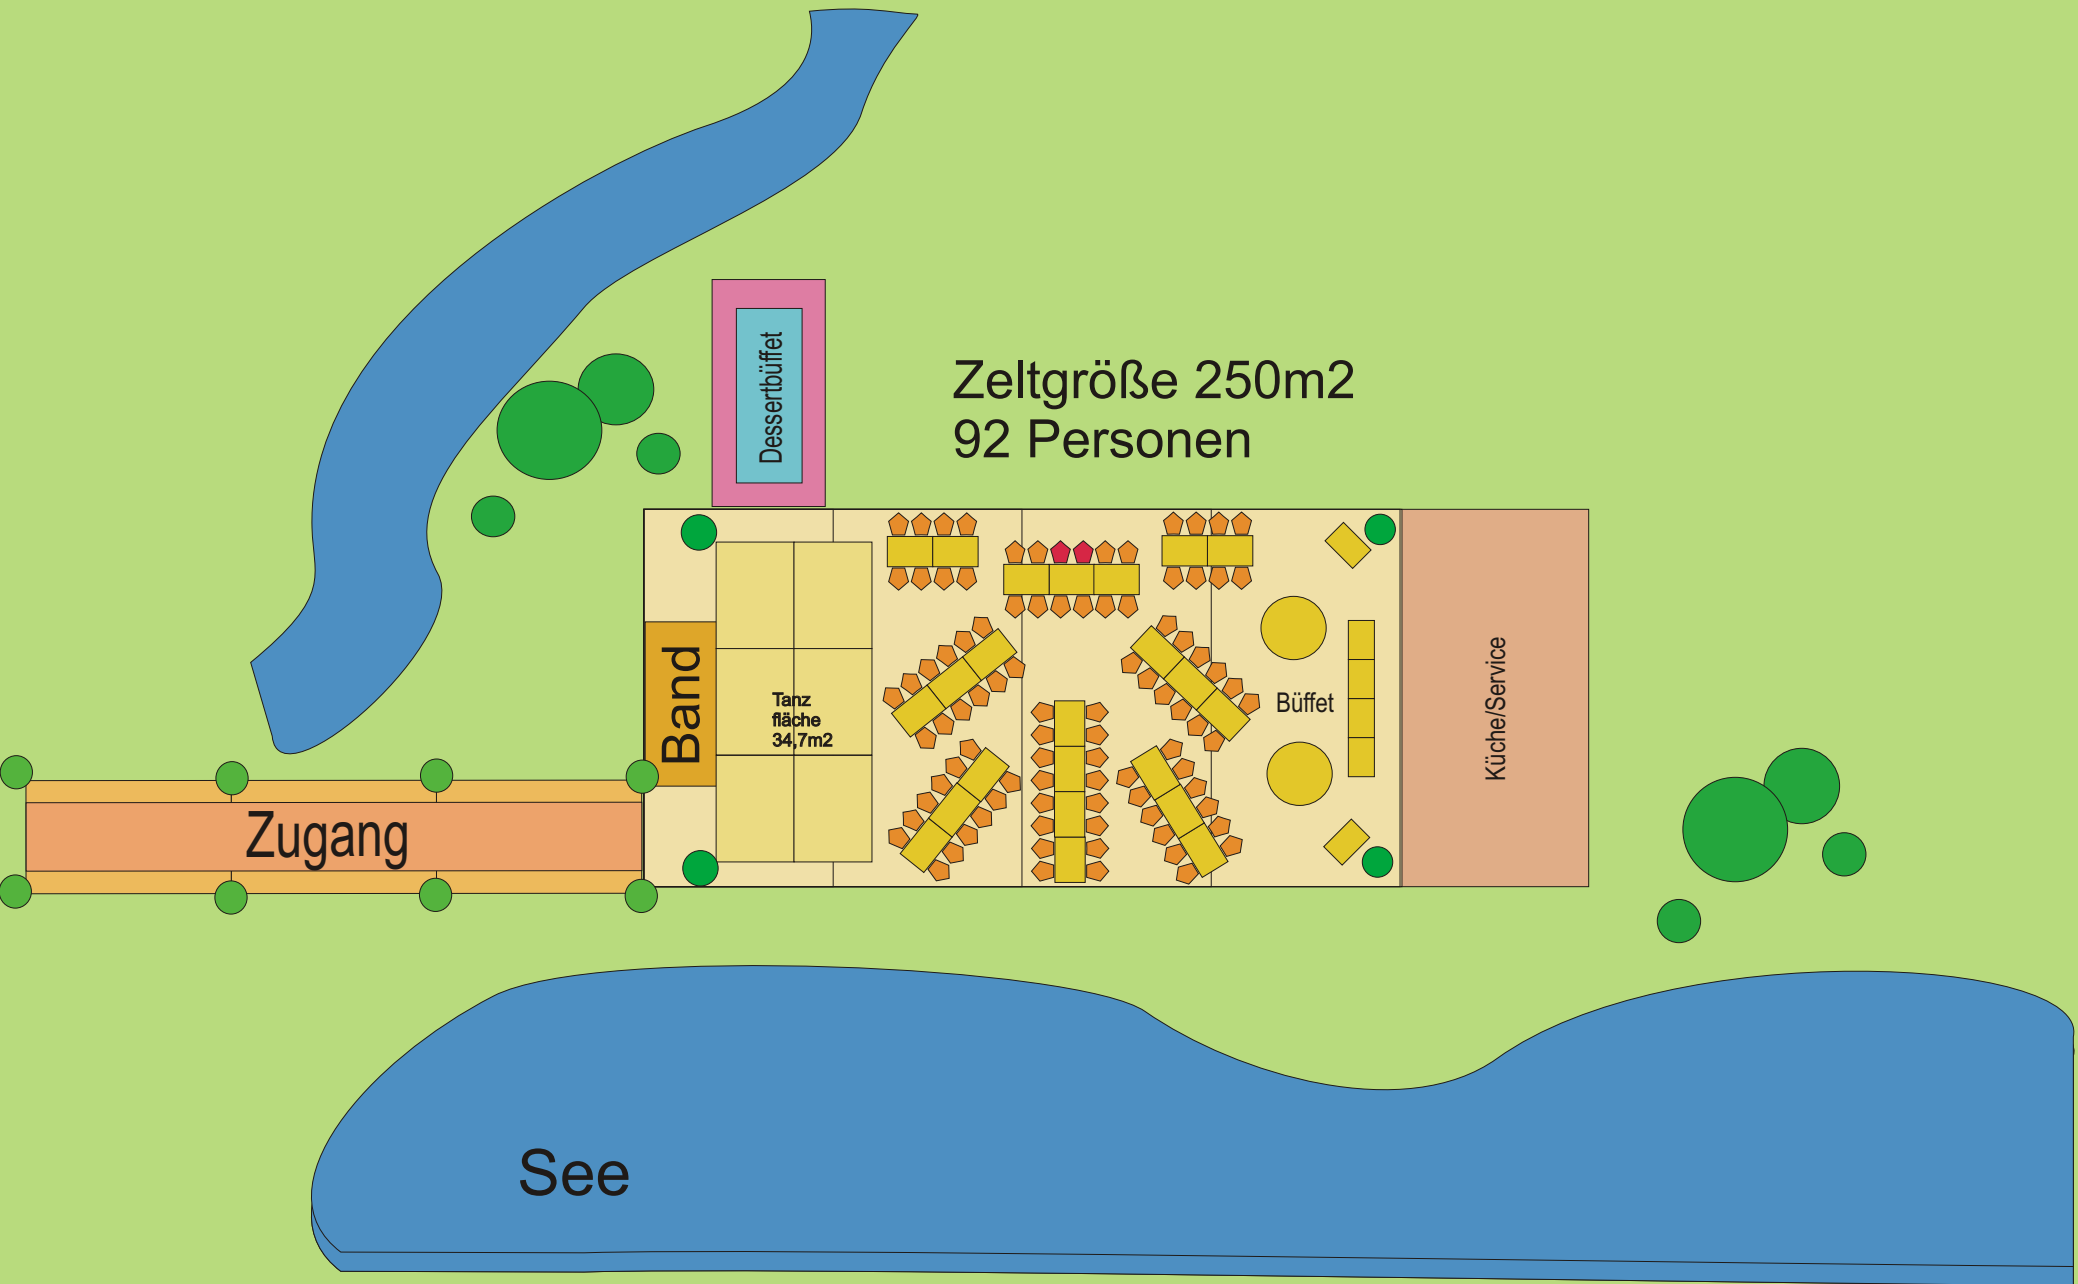 Dessertbüffet
Zeltgröße 250m2
92 Personen
Band
Tanz
fläche
34,7m2
Büffet
Küche/Service
Zugang
See